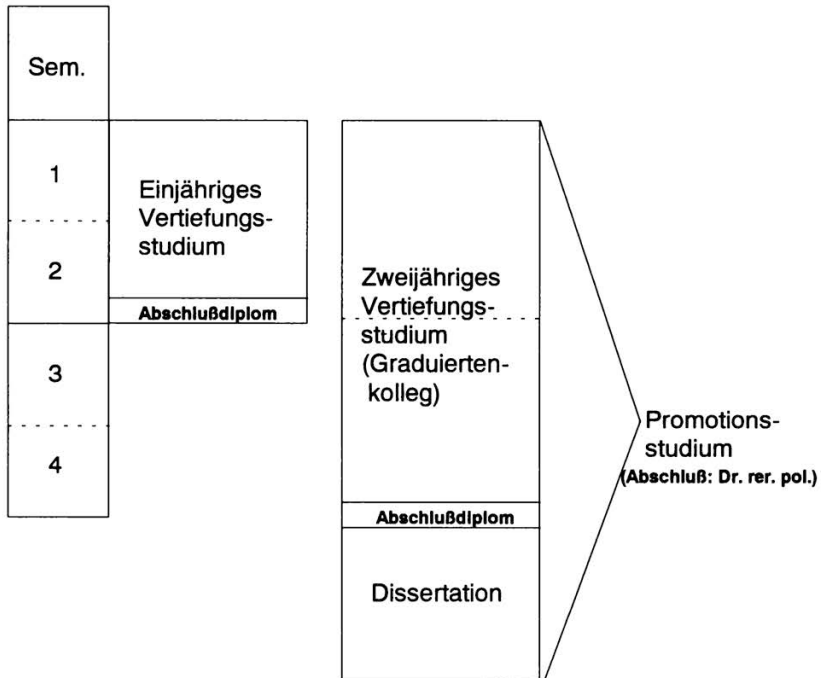 Sem.
1
2
3
4
Einjähriges
Vertiefungs-
studium
Abschlußdiplom
Zweijähriges
Vertiefungs-
studium
(Graduierten-
kolleg)
Abschlußdiplom
Dissertation
Promotions-
studium
(Abschluß: Dr. rer. pol.)